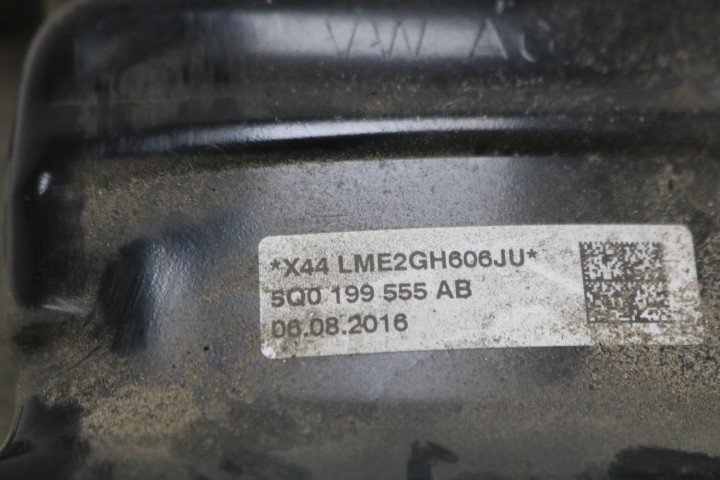 VW AG
*X44 LME2GH606JU*
5Q0 199 555 AB
06.08.2016